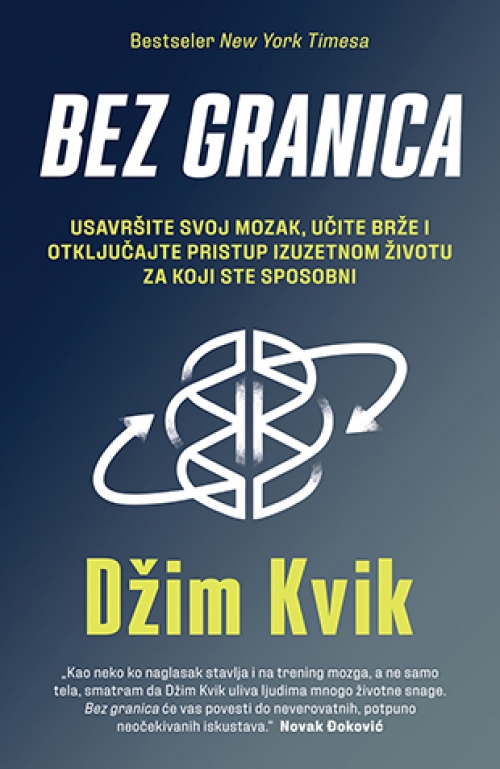 Bestseler New York Timesa
BEZ GRANICA
USAVRŠITE SVOJ MOZAK, UČITE BRŽE I
OTKLJUČAJTE PRISTUP IZUZETNOM ŽIVOTU
ZA KOJI STE SPOSOBNI
Džim Kvik
„Kao neko ko naglasak stavlja i na trening mozga, a ne samo
tela, smatram da Džim Kvik uliva ljudima mnogo životne snage.
Bez granica će vas povesti do neverovatnih, potpuno
neočekivanih iskustava.“ Novak Đoković